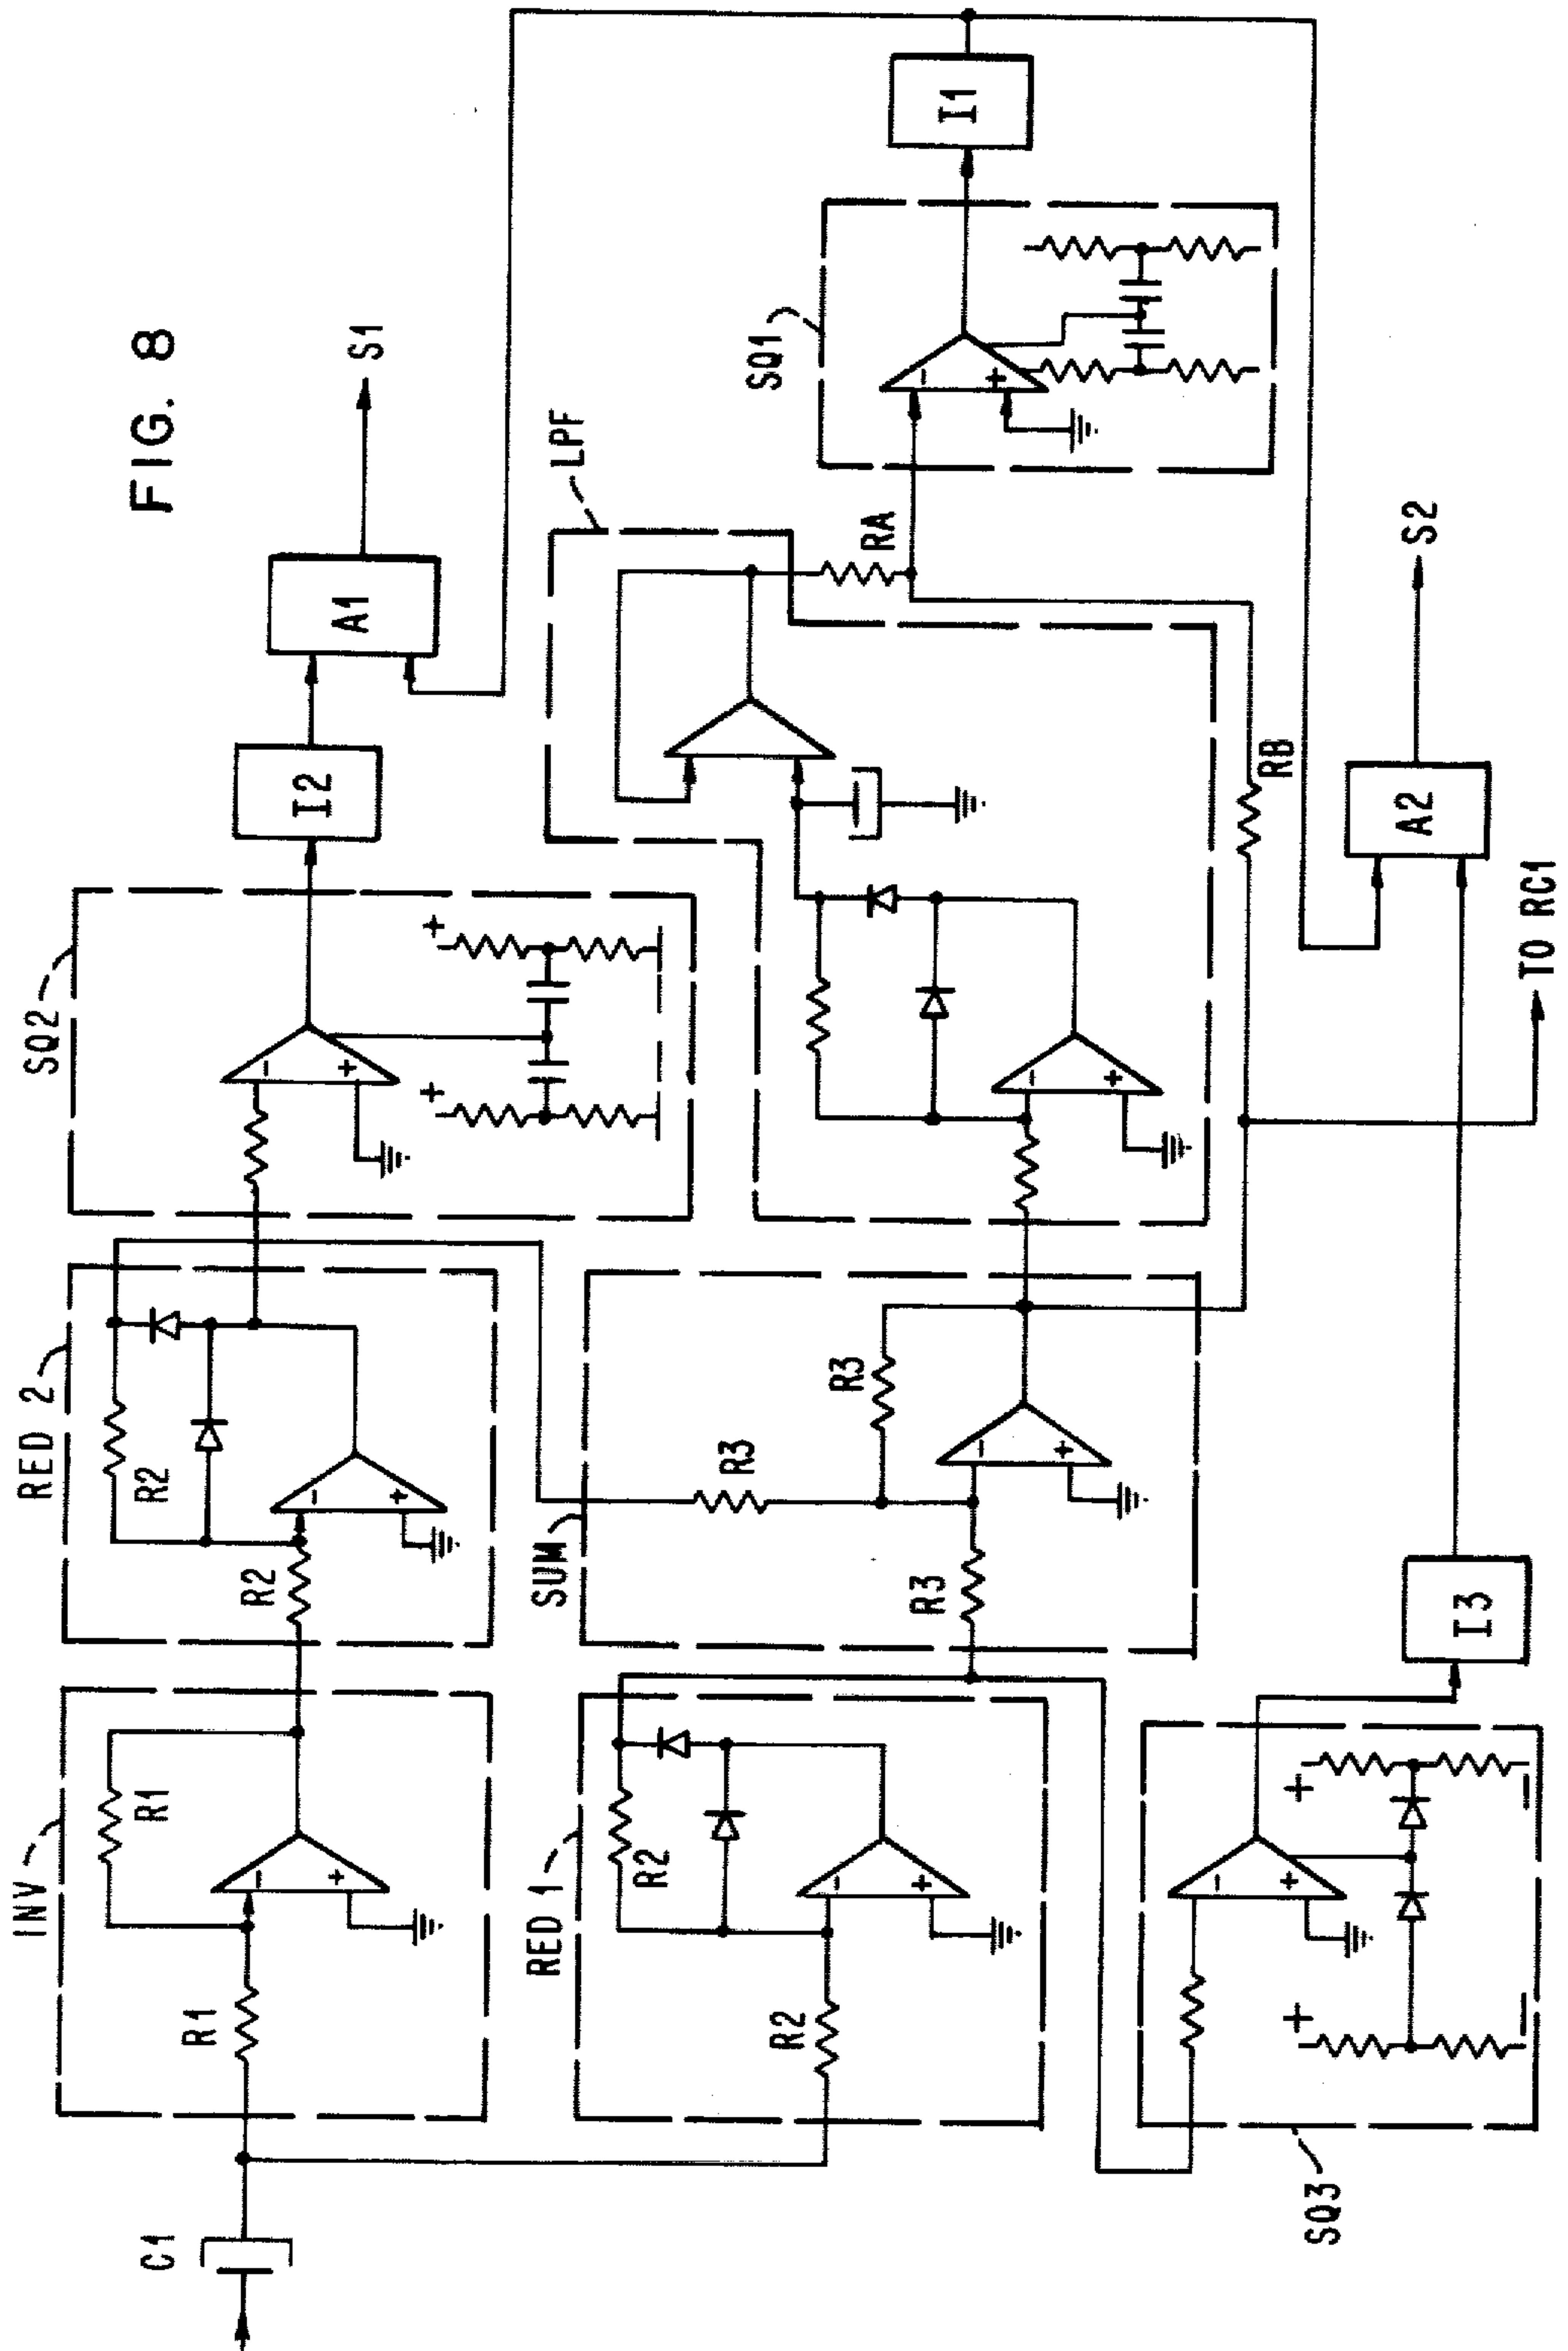 FIG. 8
C1
INV
R1
R1
RED 2
R2
R2
+
-
SQ2
+
+
-
+
I2
A1
S1
-
+
RED 1
R2
R2
-
+
SUM
R3
R3
R3
-
+
LPF
-
+
RA
RB
SQ1
-
+
I1
SQ3
-
+
+
+
-
-
I3
A2
S2
TO RC1